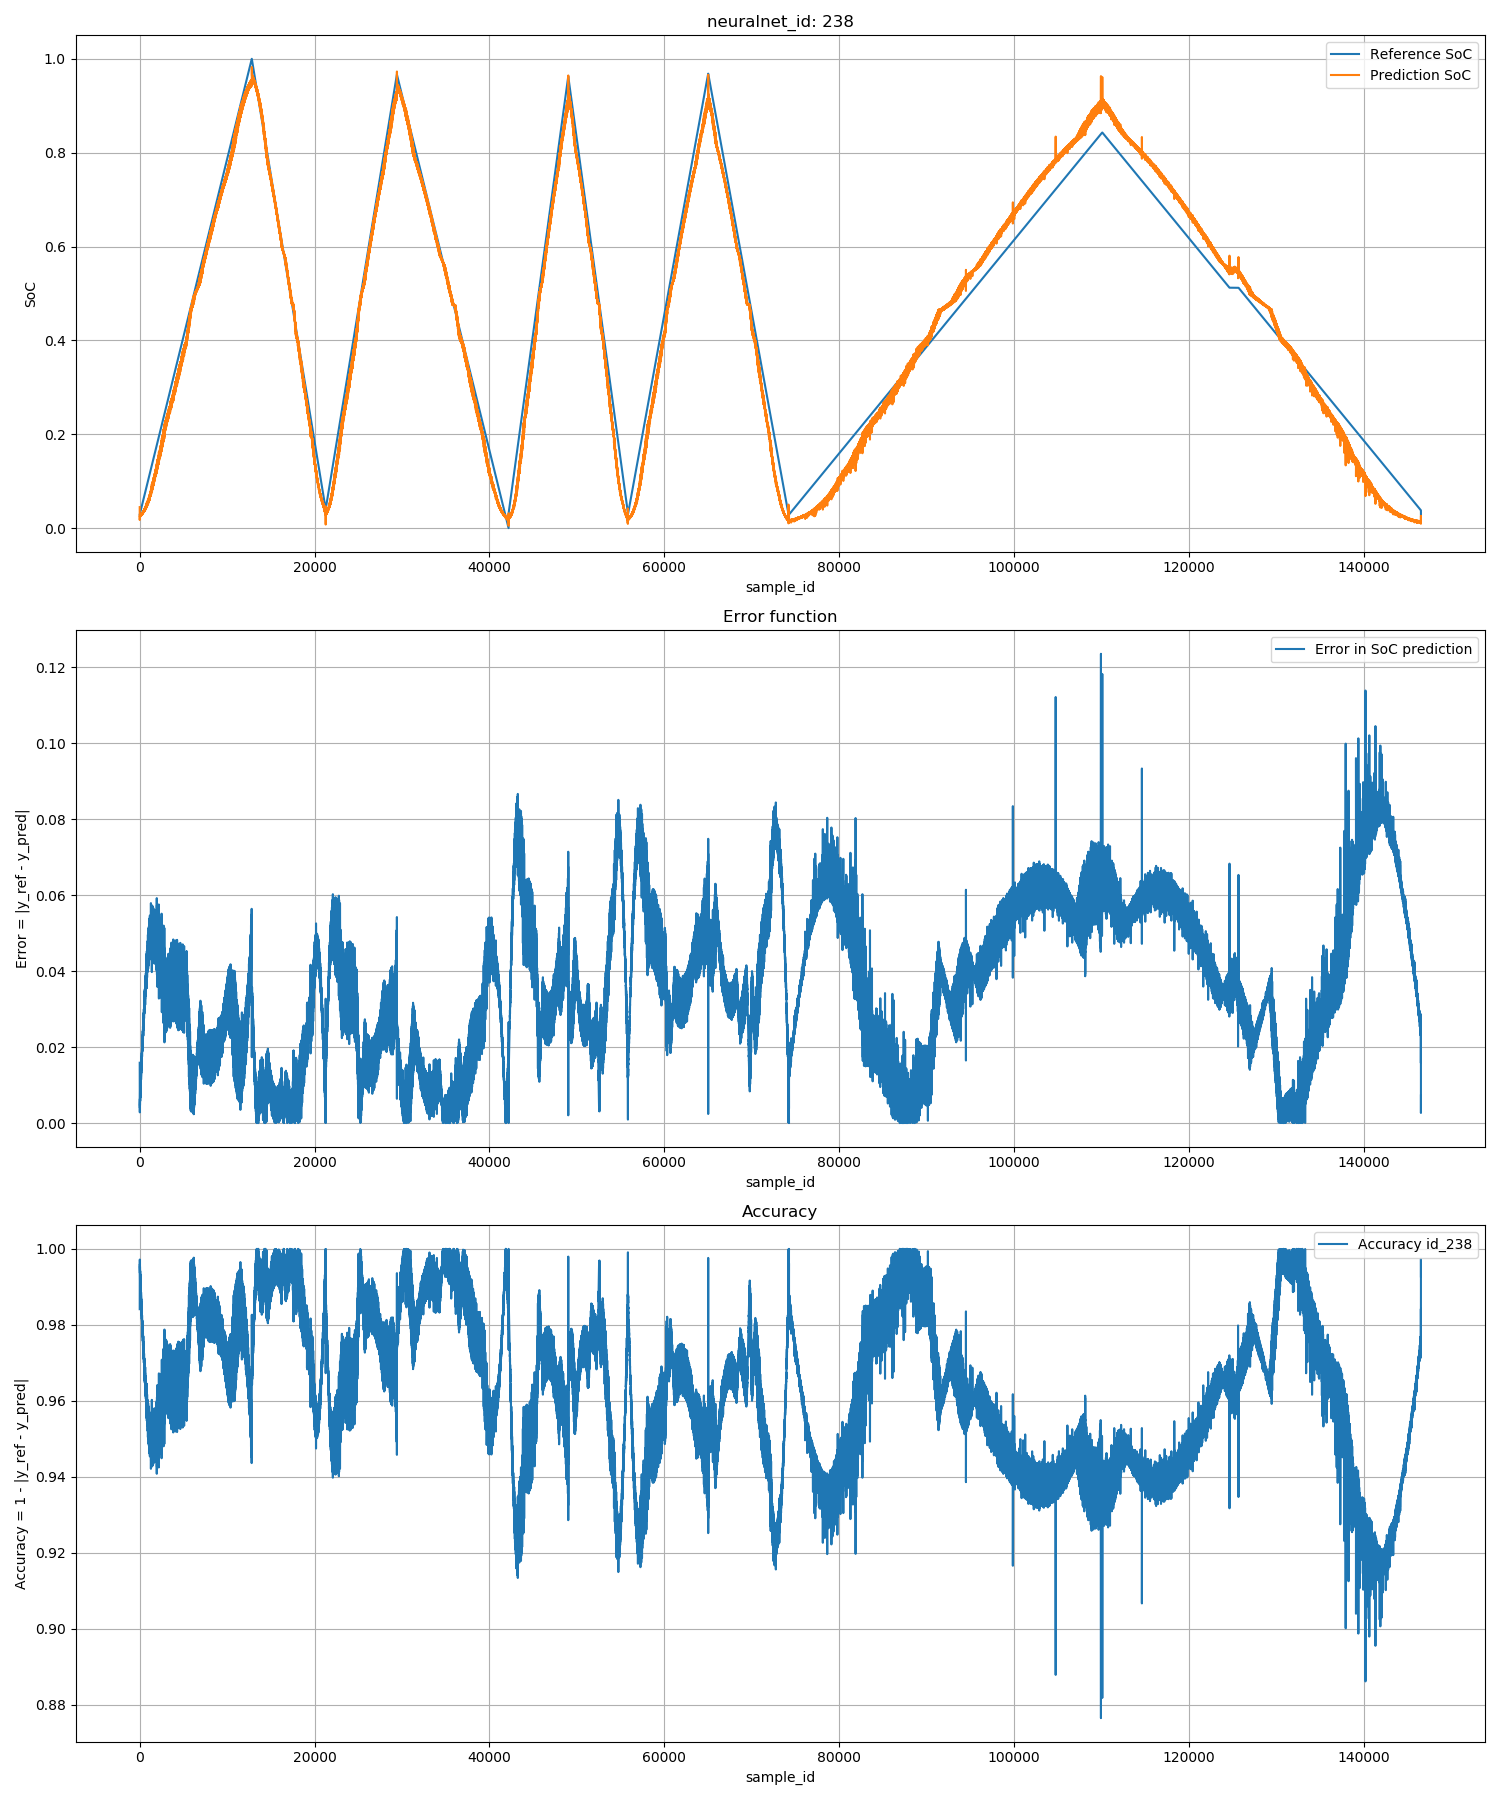 neuralnet_id: 238
Reference SoC
Prediction SoC
1.0
0.8
0.6
0.4
0.2
0.0
SoC
0 20000 40000 60000 80000 100000 120000 140000
sample_id
Error function
Error in SoC prediction
0.12
0.10
0.08
0.06
0.04
0.02
0.00
Error = |y_ref - y_pred|
0 20000 40000 60000 80000 100000 120000 140000
sample_id
Accuracy
Accuracy id_238
1.00
0.98
0.96
0.94
0.92
0.90
0.88
Accuracy = 1 - |y_ref - y_pred|
0 20000 40000 60000 80000 100000 120000 140000
sample_id